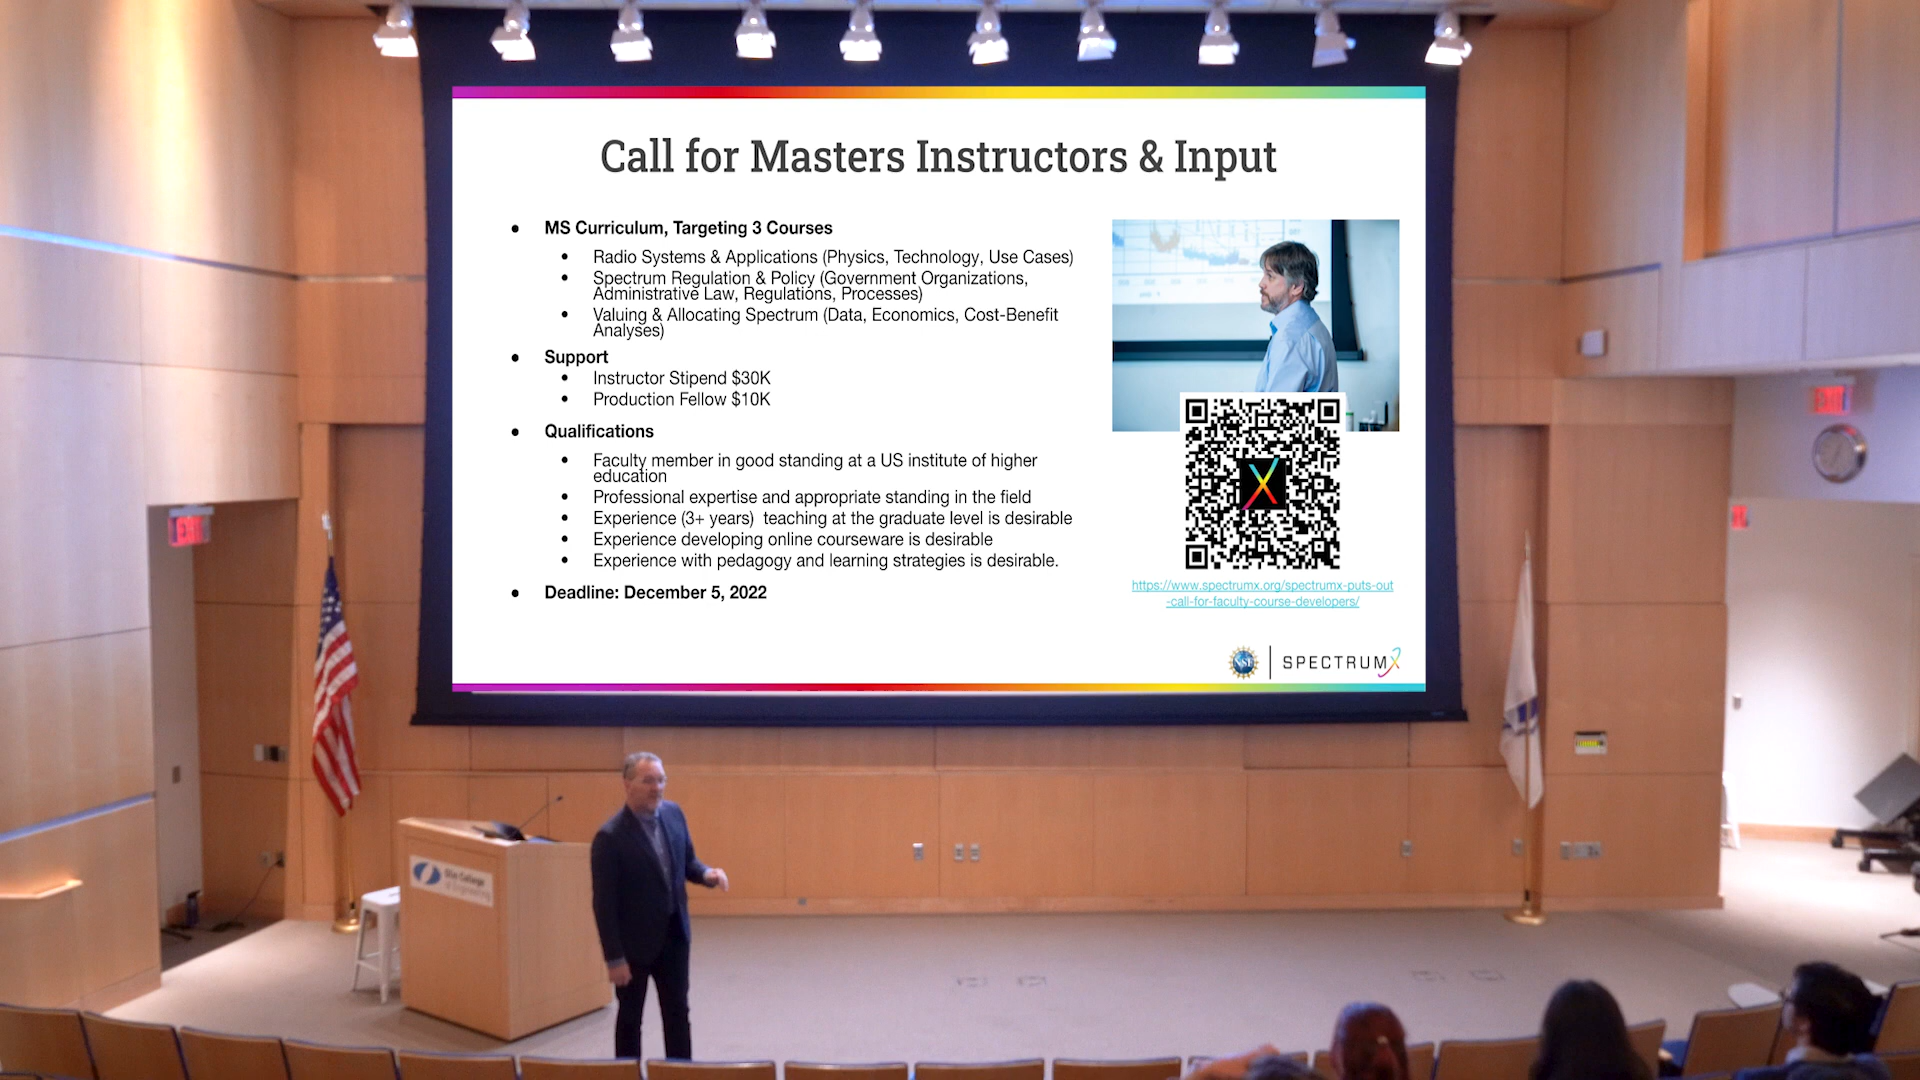 Call for Masters Instructors & Input
• MS Curriculum, Targeting 3 Courses
• Radio Systems & Applications (Physics, Technology, Use Cases)
• Spectrum Regulation & Policy (Government Organizations,
Administrative Law, Regulations, Processes)
• Valuing & Allocating Spectrum (Data, Economics, Cost-Benefit
Analyses)
• Support
• Instructor Stipend $30K
• Production Fellow $10K
• Qualifications
• Faculty member in good standing at a US institute of higher
education
• Professional expertise and appropriate standing in the field
• Experience (3+ years)  teaching at the graduate level is desirable
• Experience developing online courseware is desirable
• Experience with pedagogy and learning strategies is desirable.
• Deadline: December 5, 2022
https://www.spectrumx.org/spectrumx-puts-out
-call-for-faculty-course-developers/
NSF
SPECTRUMX
EXIT
EXIT
Olin College
of Engineering